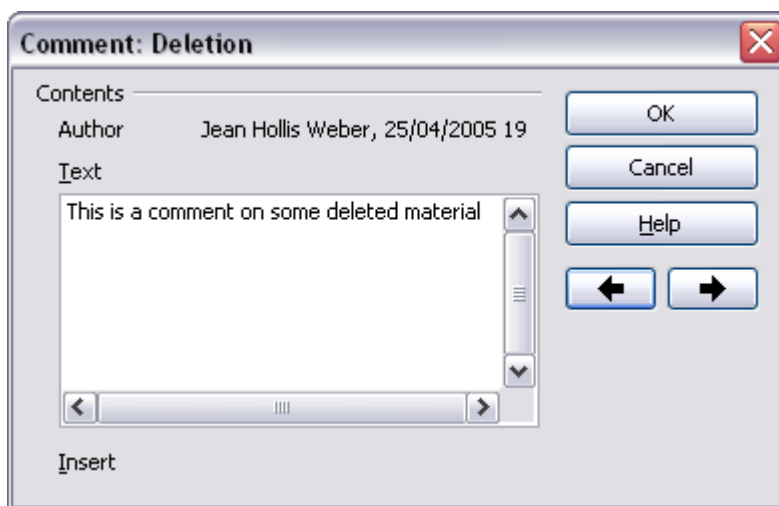 Comment: Deletion
Contents
Author Jean Hollis Weber, 25/04/2005 19
Text
This is a comment on some deleted material
Insert
OK
Cancel
Help